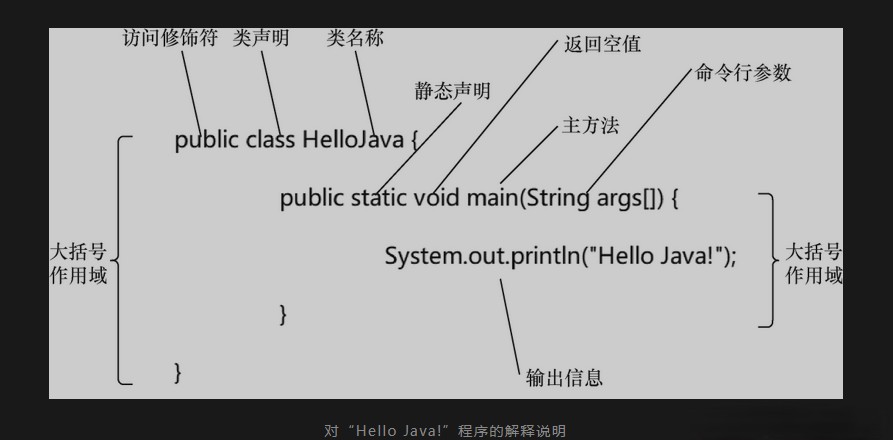 访问修饰符 类声明 类名称 返回空值
命令行参数
静态声明
主方法
public class HelloJava {
public static void main(String args[]) {
大括号
作用域
System.out.println("Hello Java!");
大括号
作用域
}
}
输出信息
对“Hello Java!”程序的解释说明